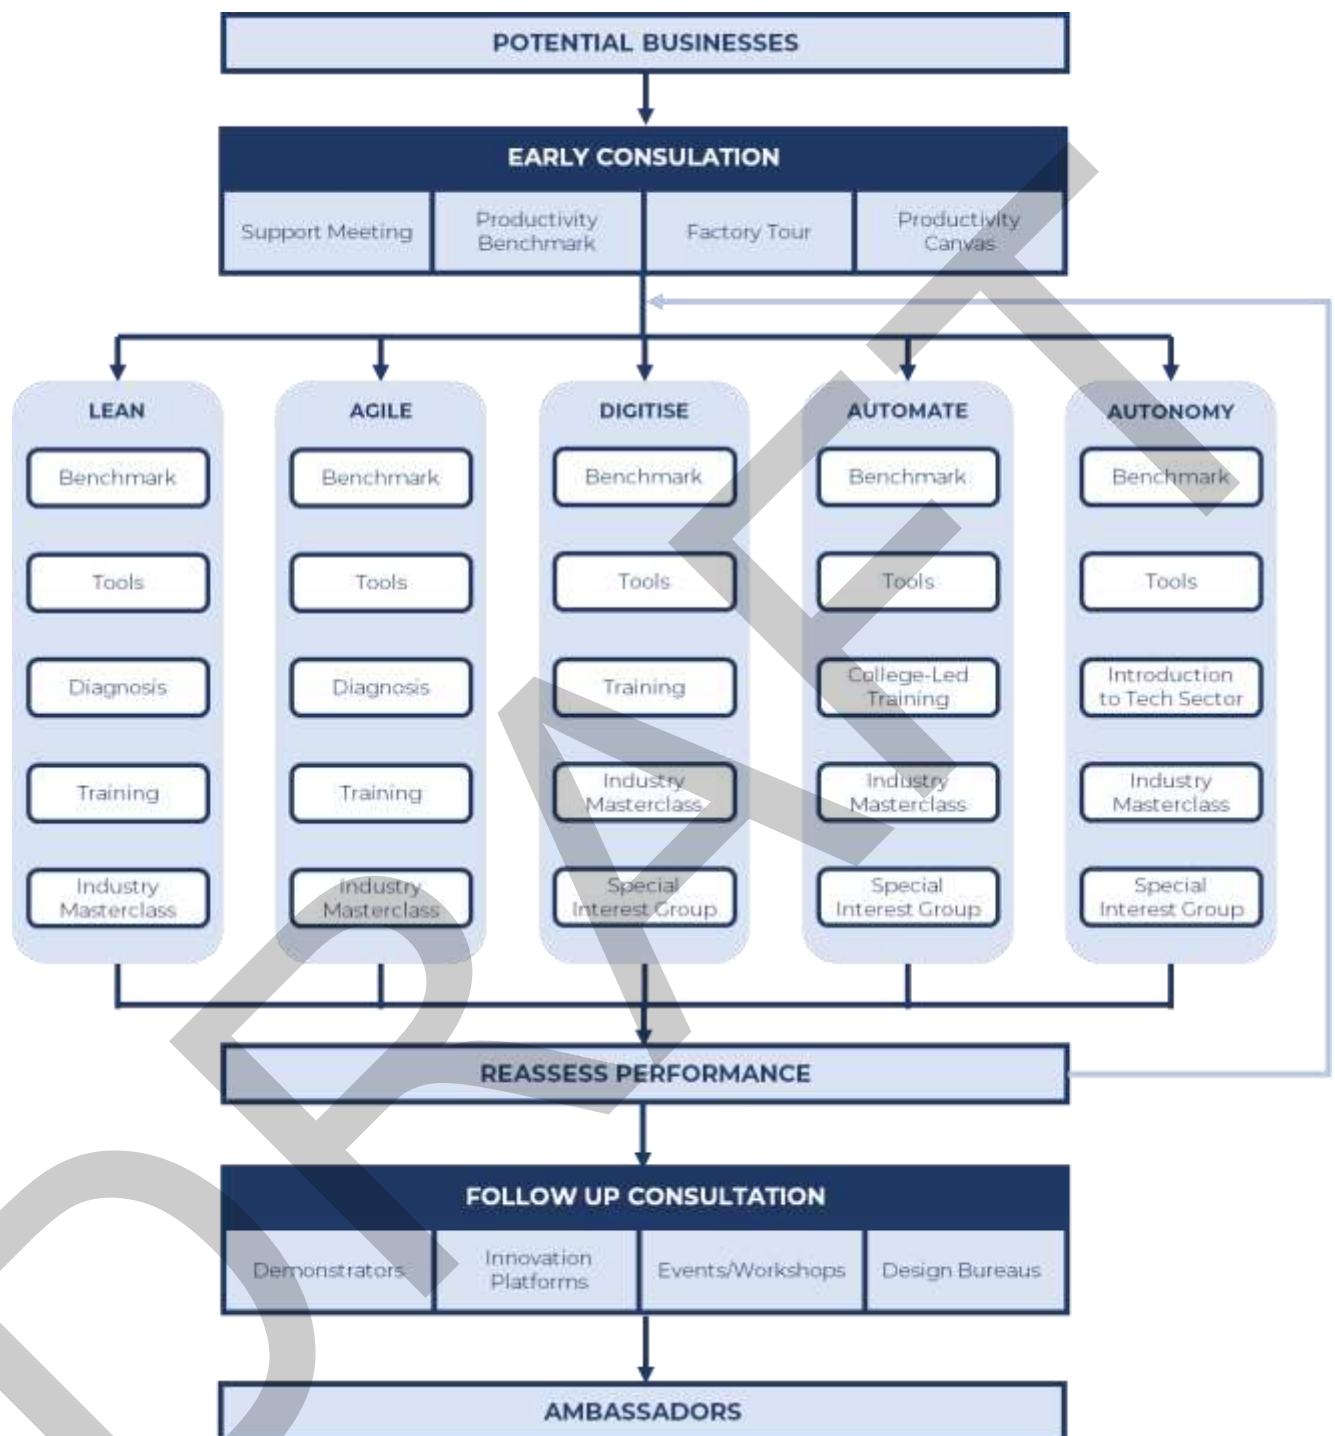 POTENTIAL BUSINESSES
EARLY CONSULATION
Support Meeting
Productivity
Benchmark
Factory Tour
Productivity
Canvas
LEAN
Benchmark
Tools
Diagnosis
Training
Industry
Masterclass
AGILE
Benchmark
Tools
Diagnosis
Training
Industry
Masterclass
DIGITISE
Benchmark
Tools
Training
Industry
Masterclass
Special
Interest Group
AUTOMATE
Benchmark
Tools
College-Led
Training
Industry
Masterclass
Special
Interest Group
AUTONOMY
Benchmark
Tools
Introduction
to Tech Sector
Industry
Masterclass
Special
Interest Group
REASSESS PERFORMANCE
FOLLOW UP CONSULTATION
Demonstrators
Innovation
Platforms
Events/Workshops
Design Bureaus
AMBASSADORS
DRAFT